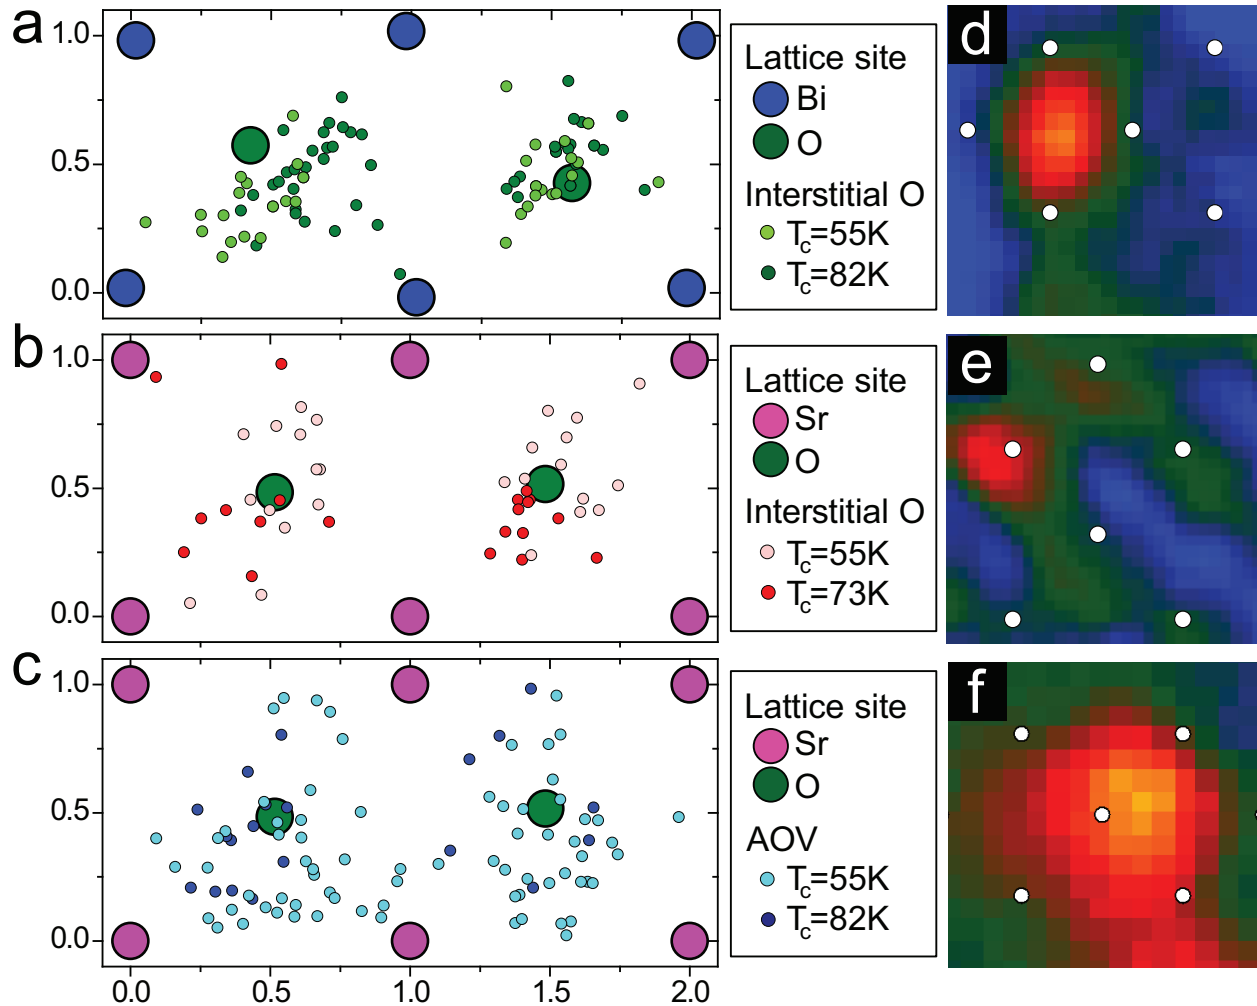 a
1.0
0.5
0.0
Lattice site
Bi
O
Interstitial O
Tc=55K
Tc=82K
d
b
1.0
0.5
0.0
Lattice site
Sr
O
Interstitial O
Tc=55K
Tc=73K
e
c
1.0
0.5
0.0
0.0 0.5 1.0 1.5 2.0
Lattice site
Sr
O
AOV
Tc=55K
Tc=82K
f